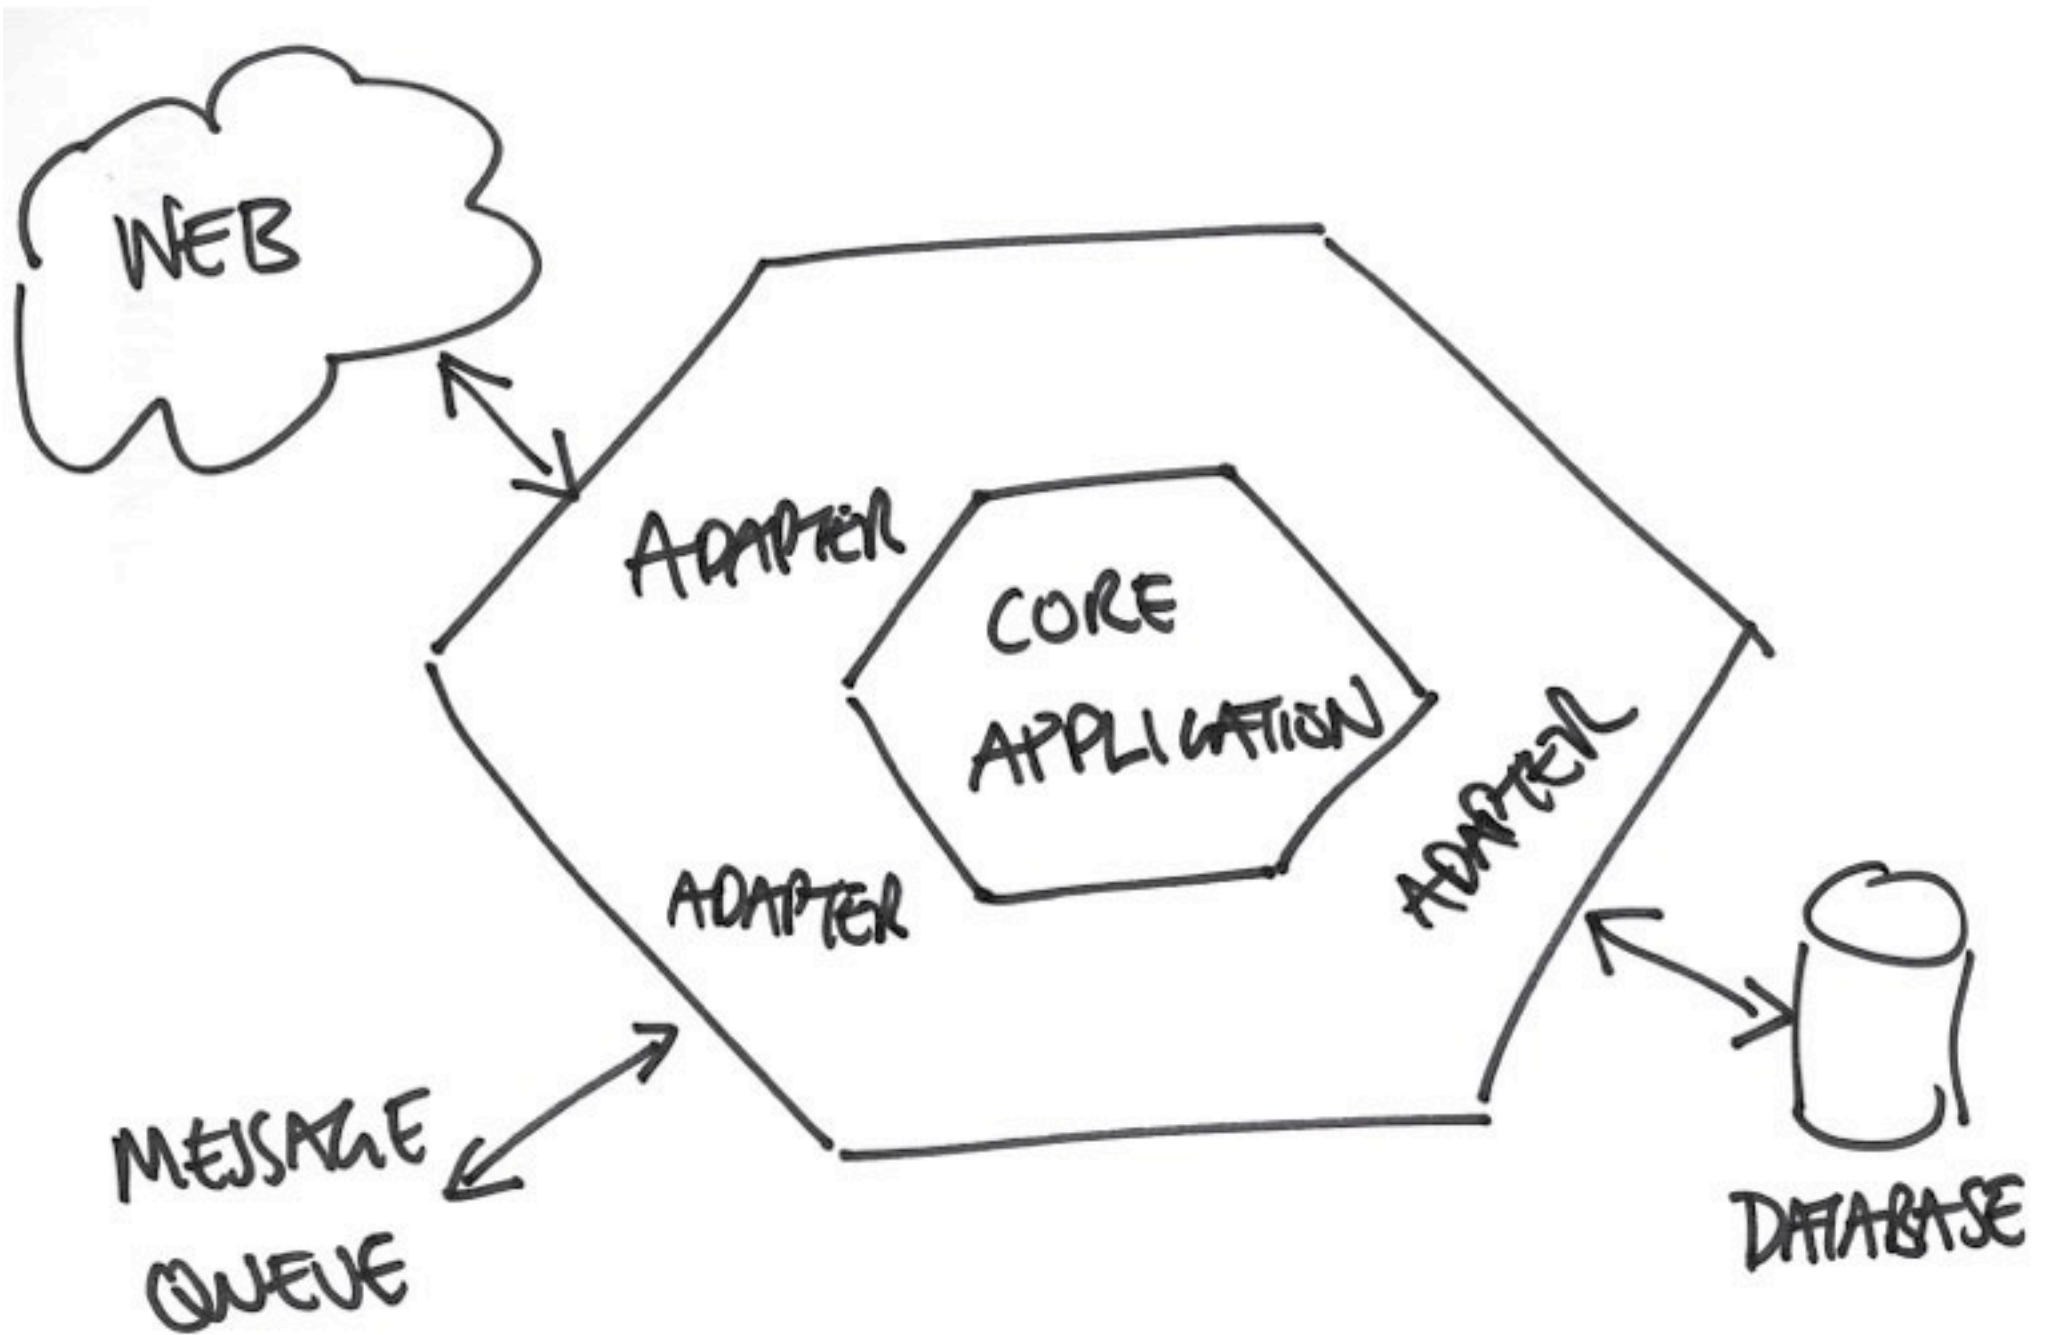 WEB
ADAPTER
CORE
APPLICATION
ADAPTER
ADAPTER
MESSAGE
QUEUE
DATABASE